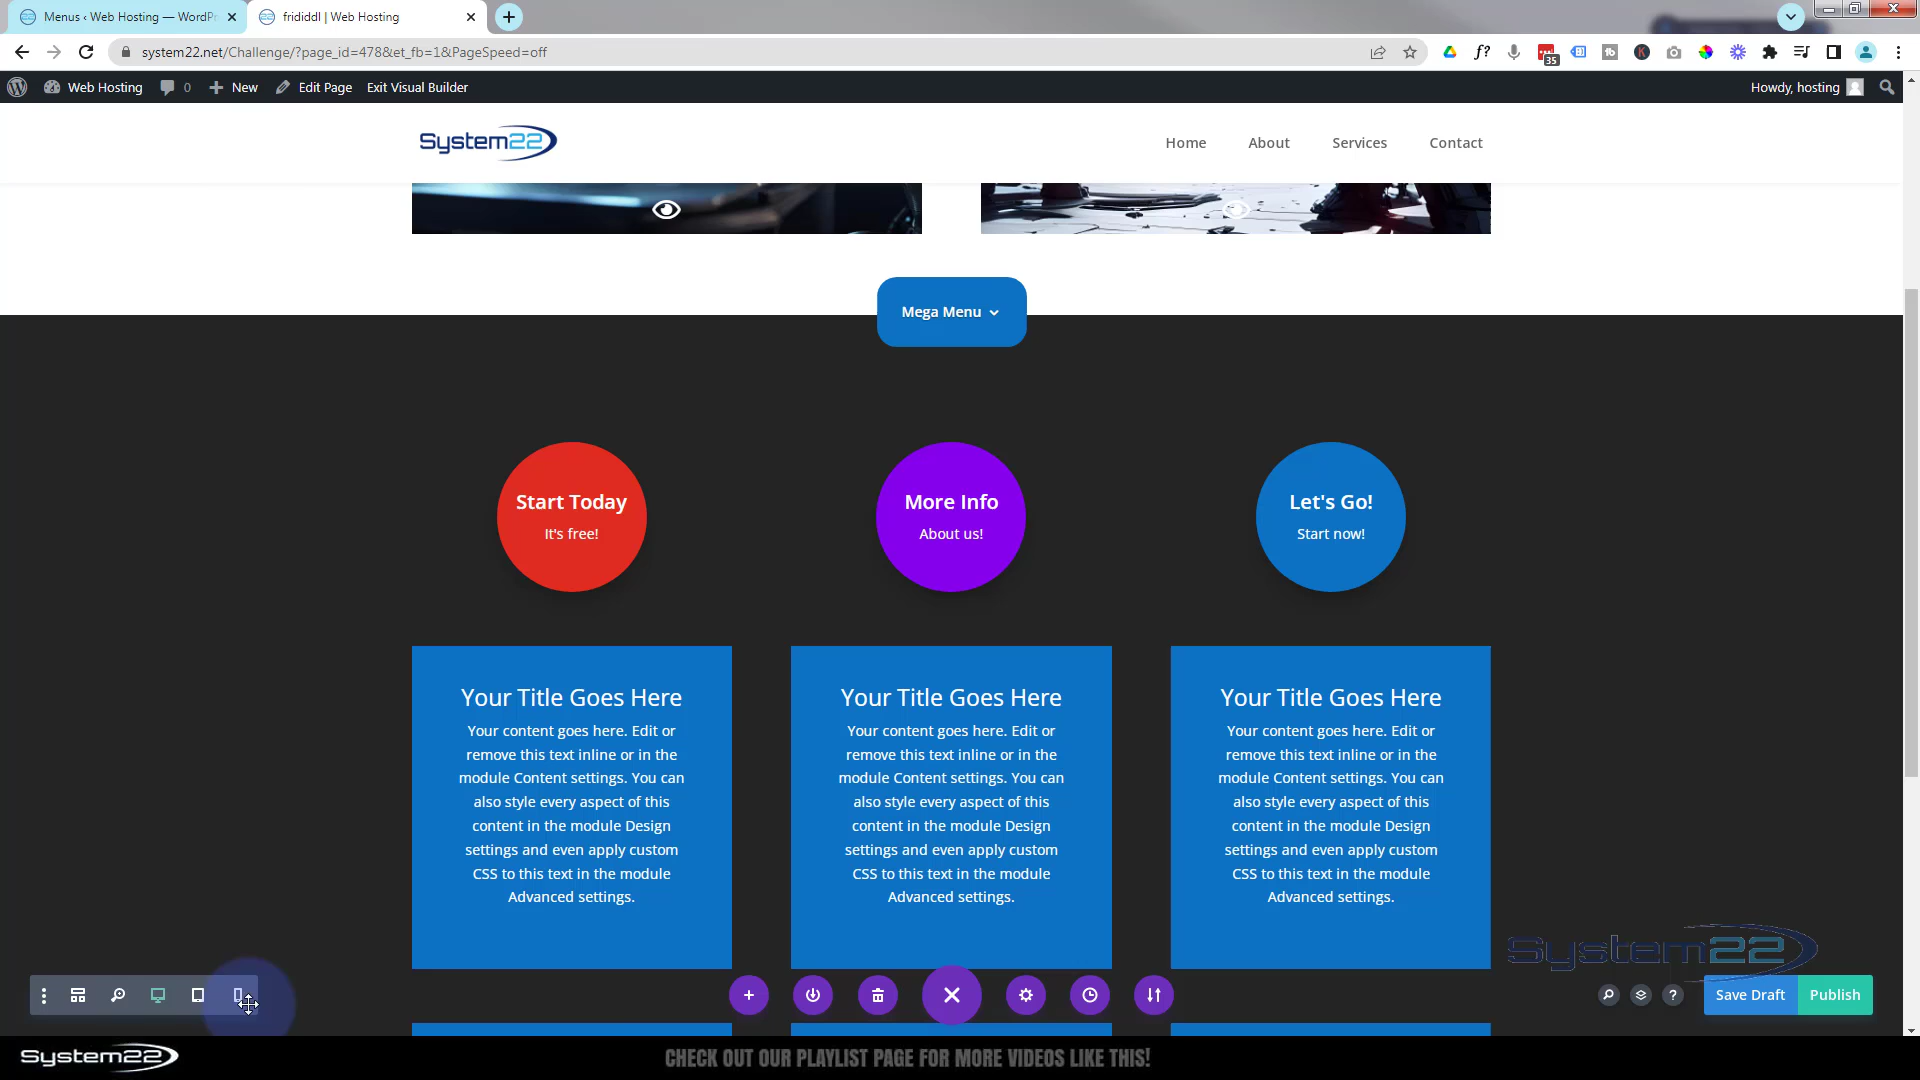 Menus ‹ Web Hosting — WordPr
frididdl | Web Hosting
system22.net/Challenge/?page_id=478&et_fb=1&PageSpeed=off
f?
35
Web Hosting
0
New
Edit Page
Exit Visual Builder
Howdy, hosting
System22
Home
About
Services
Contact
Mega Menu
Start Today
It's free!
More Info
About us!
Let's Go!
Start now!
Your Title Goes Here
Your content goes here. Edit or
remove this text inline or in the
module Content settings. You can
also style every aspect of this
content in the module Design
settings and even apply custom
CSS to this text in the module
Advanced settings.
Your Title Goes Here
Your content goes here. Edit or
remove this text inline or in the
module Content settings. You can
also style every aspect of this
content in the module Design
settings and even apply custom
CSS to this text in the module
Advanced settings.
Your Title Goes Here
Your content goes here. Edit or
remove this text inline or in the
module Content settings. You can
also style every aspect of this
content in the module Design
settings and even apply custom
CSS to this text in the module
Advanced settings.
System22
?
Save Draft
Publish
System22
CHECK OUT OUR PLAYLIST PAGE FOR MORE VIDEOS LIKE THIS!